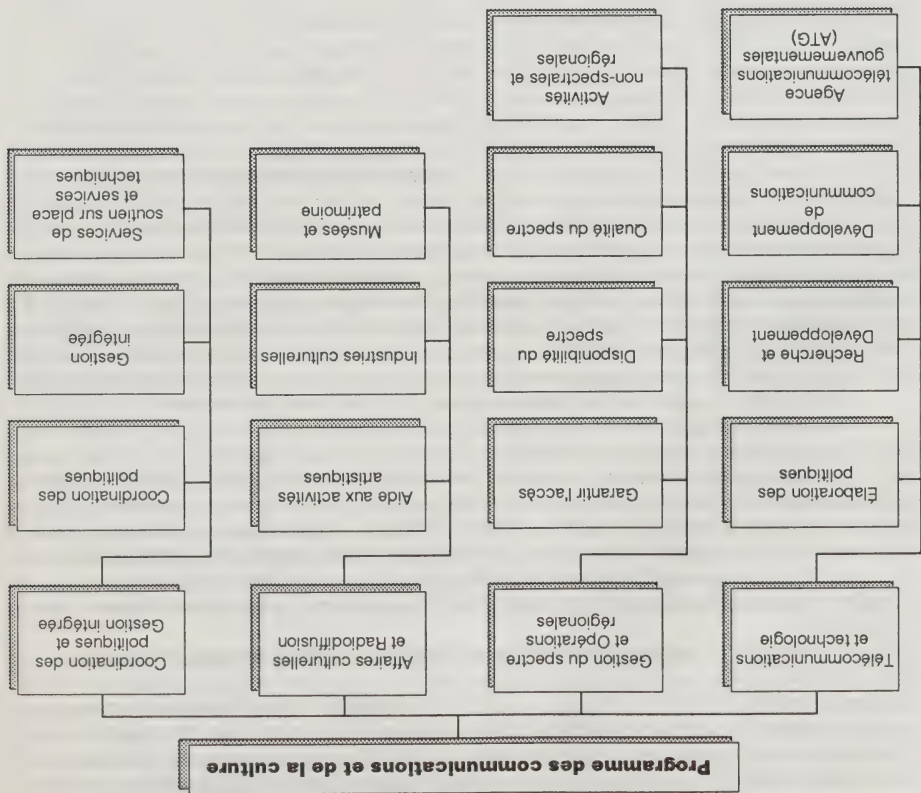 Programme des communications et de la culture
Télécommunications
et technologie
Élaboration des
politiques
Recherche et
Développement
Développement
de
communications
Agence
télécommunications
gouvernementales
(ATG)
Gestion du spectre
et Opérations
régionales
Garantir l'accès
Disponibilité du
spectre
Qualité du spectre
Activités
non-spectrales et
régionales
Affaires culturelles
et Radiodiffusion
Aide aux activités
artistiques
Industries culturelles
Musées et
patrimoine
Coordination des
politiques et
Gestion intégrée
Coordination des
politiques
Gestion
intégrée
Services de
soutien sur place
et services
techniques